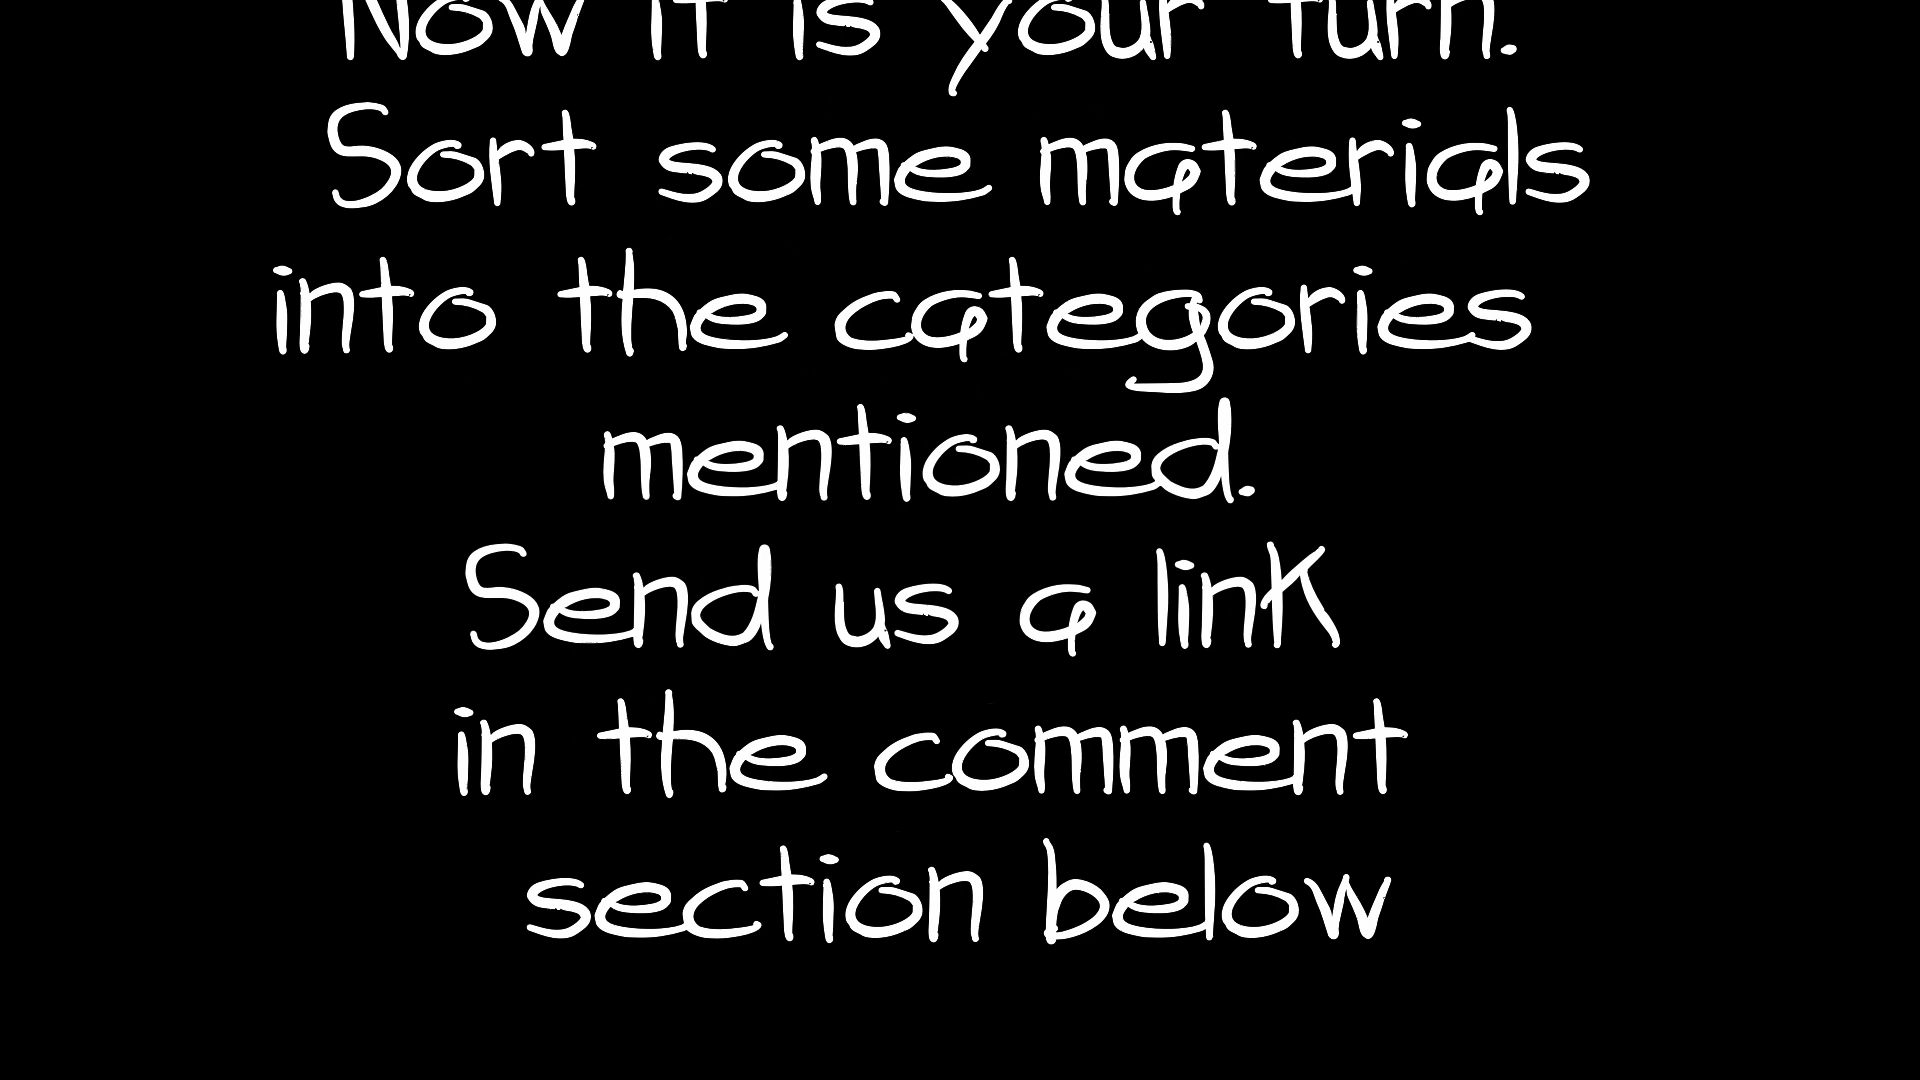 Now it is your turn.
Sort some materials
into the categories
mentioned.
Send us a link
in the comment
section below